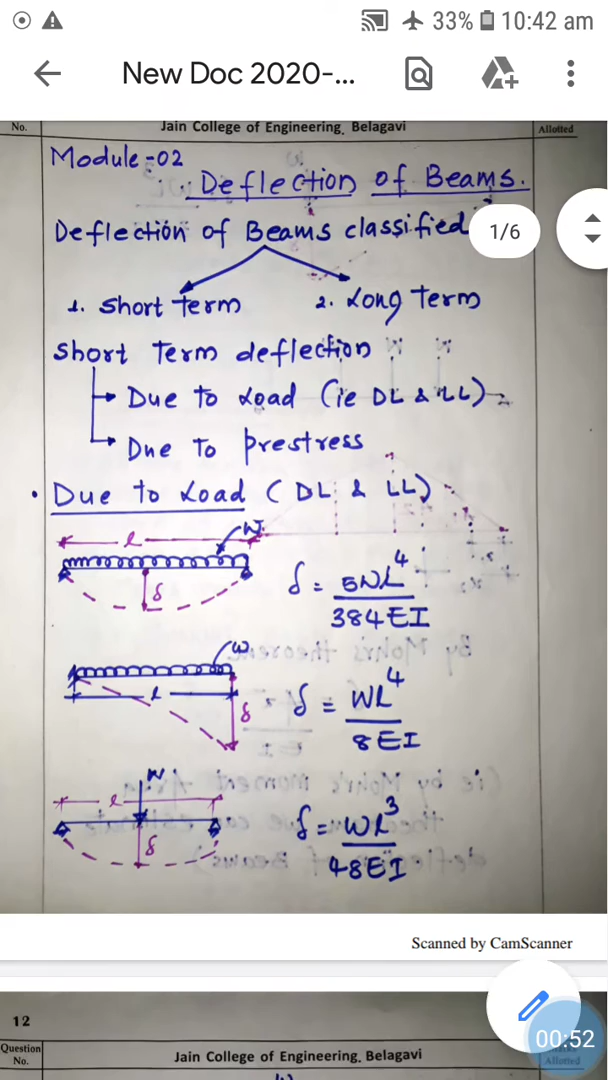 33% 10:42 am
New Doc 2020-...
No. Jain College of Engineering, Belagavi Allotted
Module-02
Deflection of Beams.
Deflection of Beams classified
1/6
1. Short Term 2. Long Term
Short Term deflection
Due to Load (ie DL & LL)
Due To Prestress
• Due to Load (DL & LL)
l W
δ
δ = 5WL⁴
384EI
w
l δ
δ = WL⁴
8EI
W
l
δ
δ = WL³
48EI
Scanned by CamScanner
12
00:52
Question
No.
Jain College of Engineering, Belagavi
Allotted